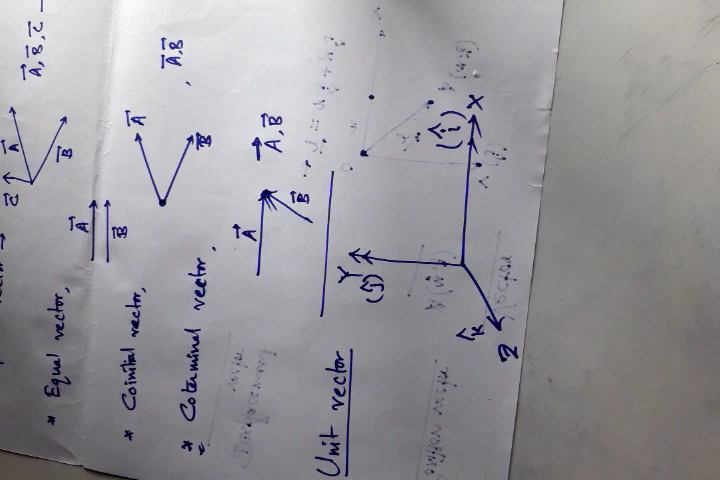 A⃗, B⃗, C⃗ —
A⃗
B⃗
C⃗
* Equal vector,
A⃗
B⃗
* Coinitial vector,
A⃗
B⃗
, A⃗, B⃗
* Coterminal vector,
A⃗
B⃗
→ A⃗, B⃗
Unit vector
Y
(ĵ)
X
(î)
k̂
Z